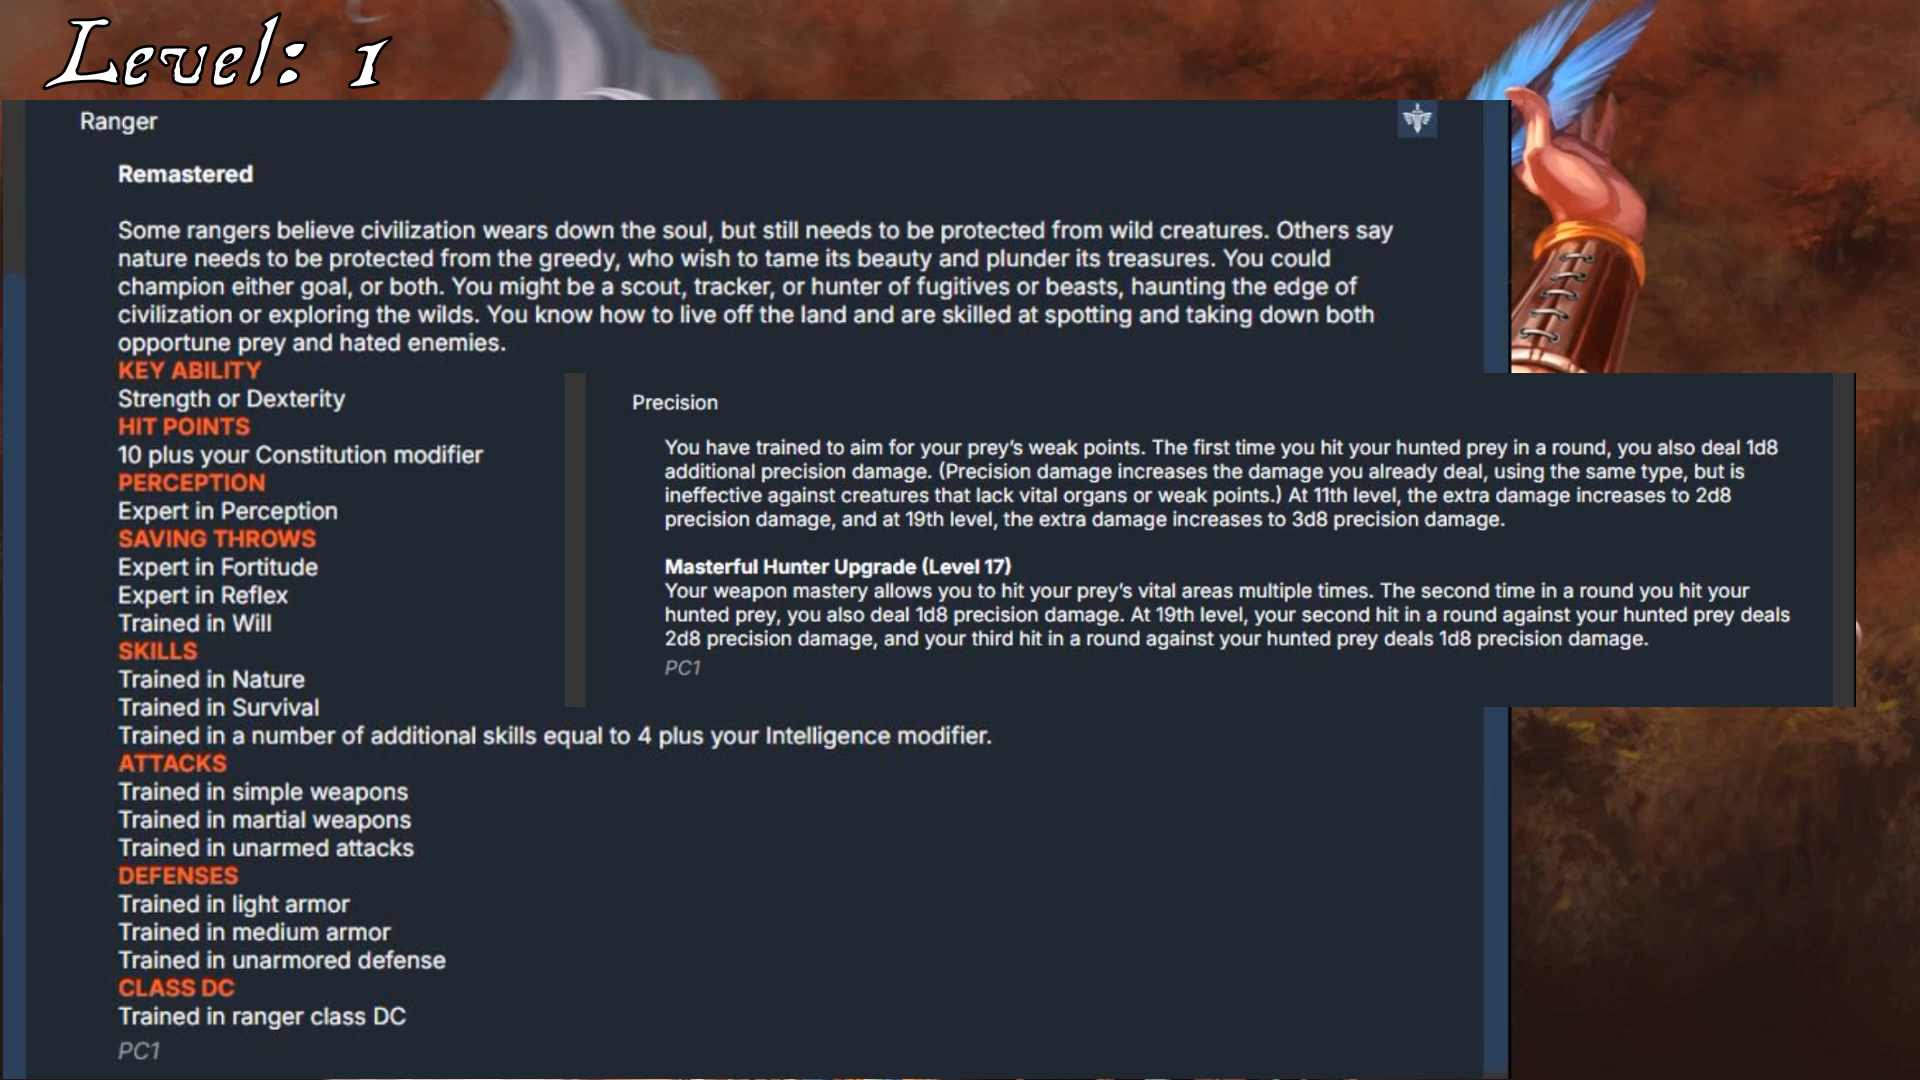 Level: 1
Ranger
Remastered
Some rangers believe civilization wears down the soul, but still needs to be protected from wild creatures. Others say
nature needs to be protected from the greedy, who wish to tame its beauty and plunder its treasures. You could
champion either goal, or both. You might be a scout, tracker, or hunter of fugitives or beasts, haunting the edge of
civilization or exploring the wilds. You know how to live off the land and are skilled at spotting and taking down both
opportune prey and hated enemies.
KEY ABILITY
Strength or Dexterity
HIT POINTS
10 plus your Constitution modifier
PERCEPTION
Expert in Perception
SAVING THROWS
Expert in Fortitude
Expert in Reflex
Trained in Will
SKILLS
Trained in Nature
Trained in Survival
Trained in a number of additional skills equal to 4 plus your Intelligence modifier.
ATTACKS
Trained in simple weapons
Trained in martial weapons
Trained in unarmed attacks
DEFENSES
Trained in light armor
Trained in medium armor
Trained in unarmored defense
CLASS DC
Trained in ranger class DC
PC1
Precision
You have trained to aim for your prey's weak points. The first time you hit your hunted prey in a round, you also deal 1d8
additional precision damage. (Precision damage increases the damage you already deal, using the same type, but is
ineffective against creatures that lack vital organs or weak points.) At 11th level, the extra damage increases to 2d8
precision damage, and at 19th level, the extra damage increases to 3d8 precision damage.
Masterful Hunter Upgrade (Level 17)
Your weapon mastery allows you to hit your prey's vital areas multiple times. The second time in a round you hit your
hunted prey, you also deal 1d8 precision damage. At 19th level, your second hit in a round against your hunted prey deals
2d8 precision damage, and your third hit in a round against your hunted prey deals 1d8 precision damage.
PC1